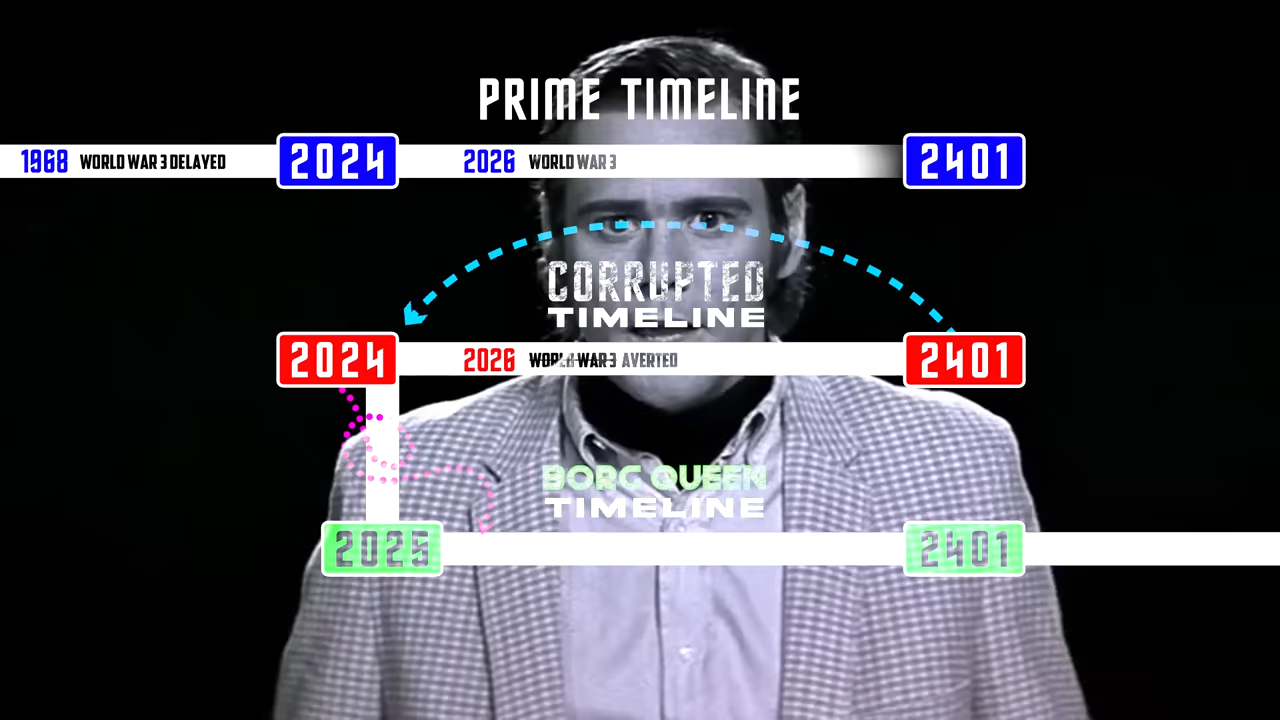 PRIME TIMELINE
1968 WORLD WAR 3 DELAYED 2024 2026 WORLD WAR 3 2401
CORRUPTED
TIMELINE
2024 2026 WORLD WAR 3 AVERTED 2401
BORG QUEEN
TIMELINE
2025 2401